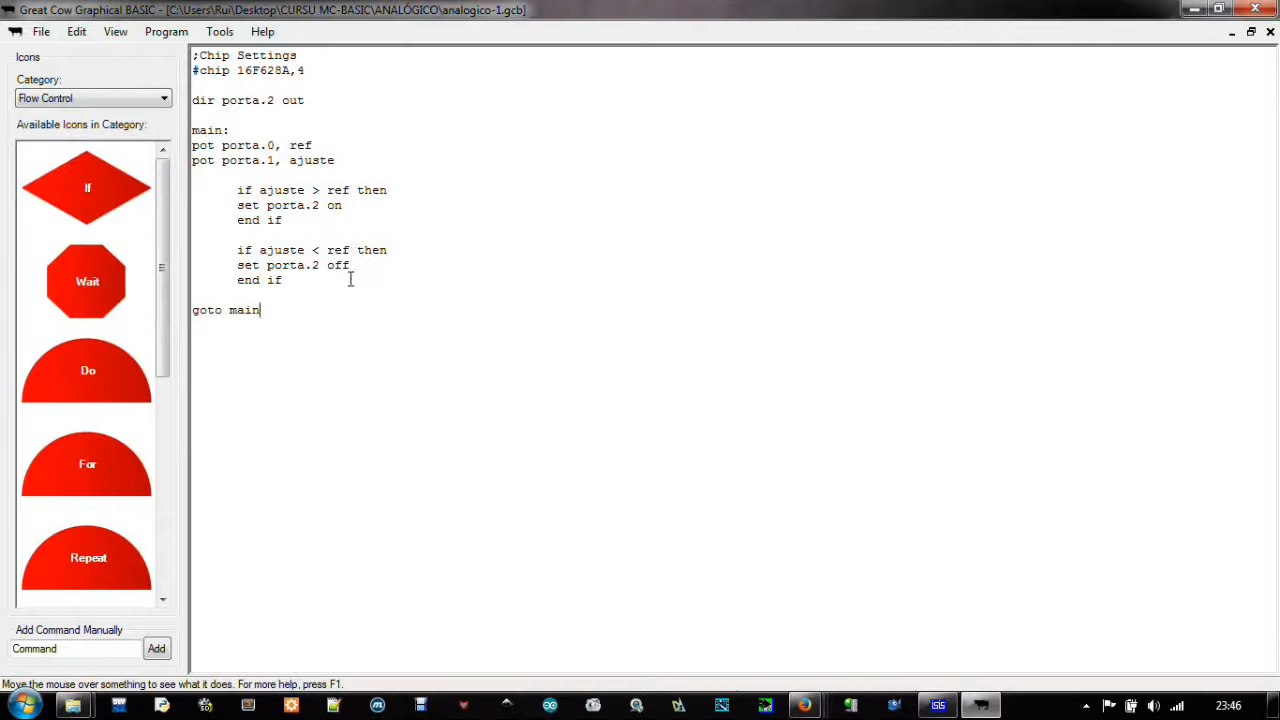 Great Cow Graphical BASIC - [C:\Users\Rui\Desktop\CURSU MC-BASIC\ANALÓGICO\analogico-1.gcb]
File Edit View Program Tools Help
Icons
Category:
Flow Control
Available Icons in Category:
If
Wait
Do
For
Repeat
Add Command Manually
Command Add
;Chip Settings
#chip 16F628A,4
dir porta.2 out
main:
pot porta.0, ref
pot porta.1, ajuste
if ajuste > ref then
set porta.2 on
end if
if ajuste < ref then
set porta.2 off
end if
goto main
Move the mouse over something to see what it does. For more help, press F1.
23:46